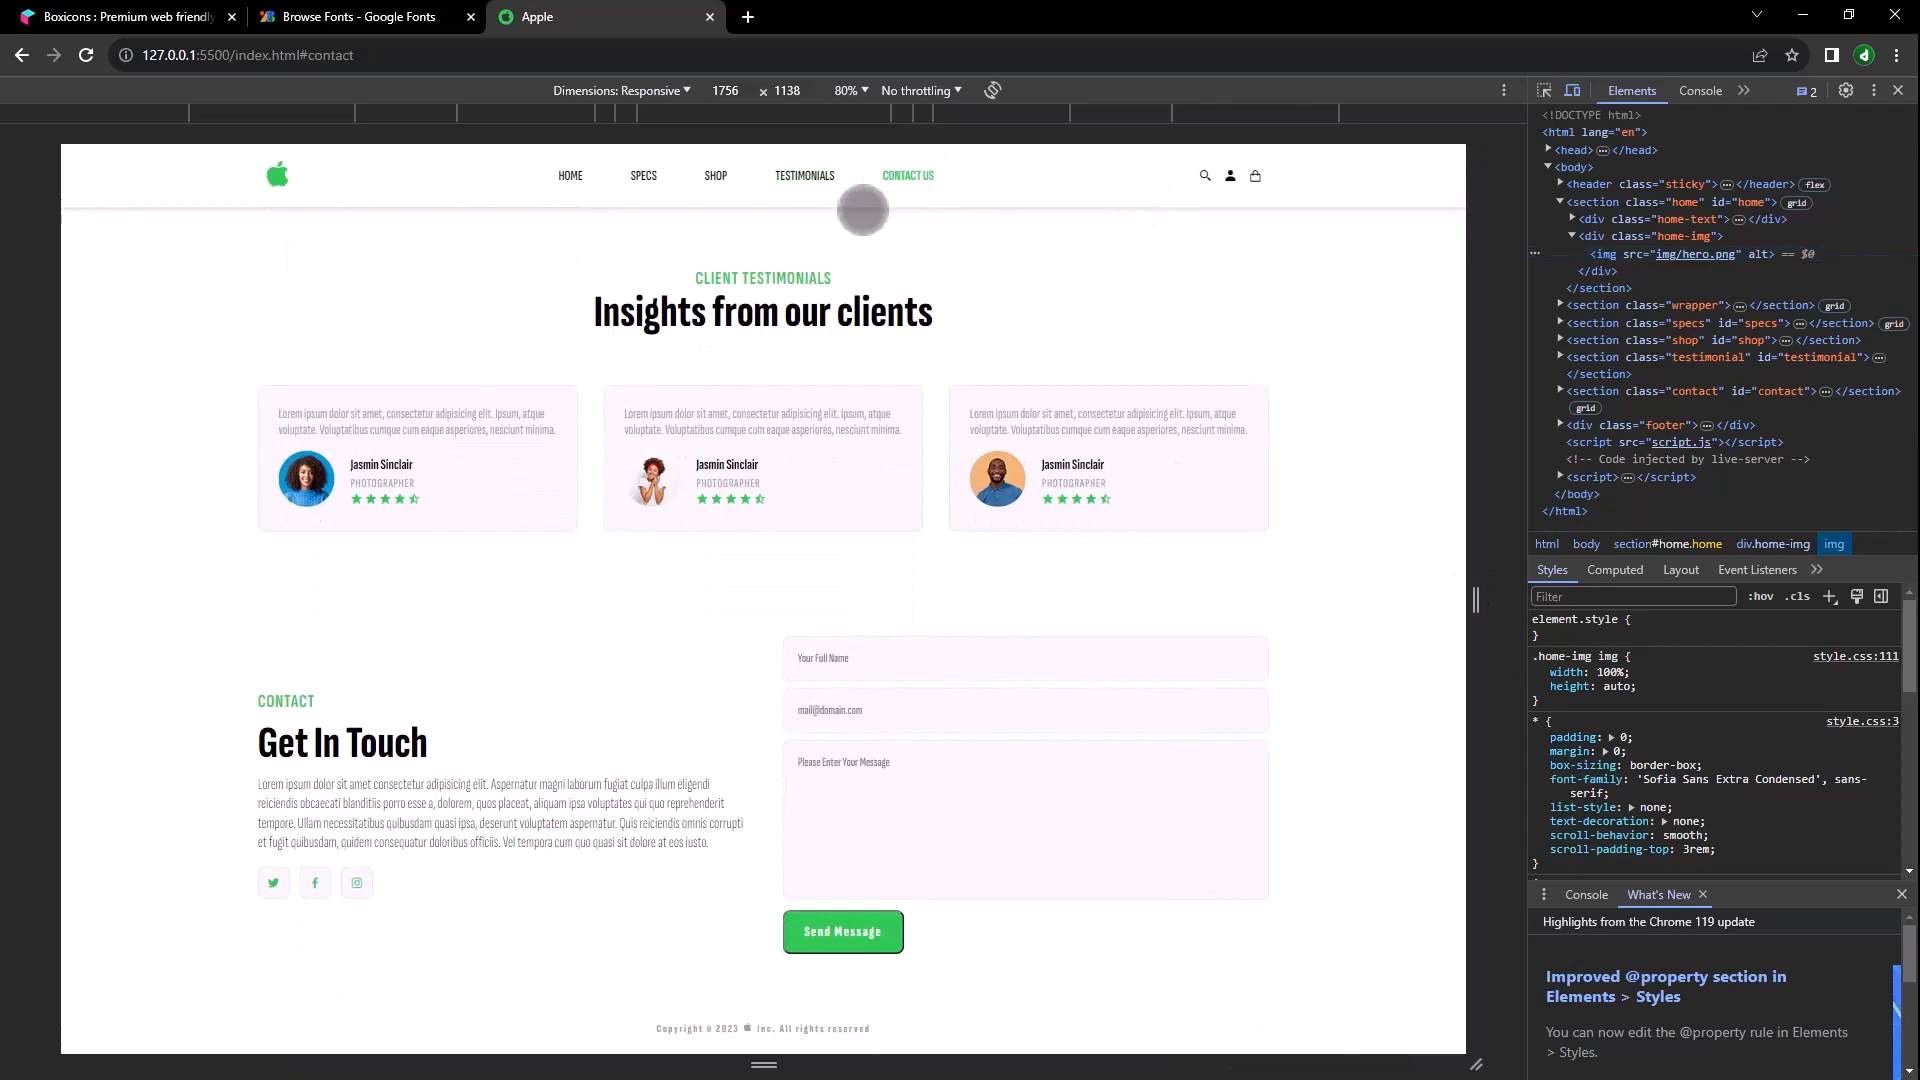 Boxicons : Premium web friendly
Browse Fonts - Google Fonts
Apple
127.0.0.1:5500/index.html#contact
Dimensions: Responsive 1756 × 1138 80% No throttling
Elements Console 2
HOME SPECS SHOP TESTIMONIALS CONTACT US
CLIENT TESTIMONIALS
Insights from our clients
Lorem ipsum dolor sit amet, consectetur adipisicing elit. Ipsum, atque
voluptate. Voluptatibus cumque cum eaque asperiores, nesciunt minima.
Jasmin Sinclair
PHOTOGRAPHER
Lorem ipsum dolor sit amet, consectetur adipisicing elit. Ipsum, atque
voluptate. Voluptatibus cumque cum eaque asperiores, nesciunt minima.
Jasmin Sinclair
PHOTOGRAPHER
Lorem ipsum dolor sit amet, consectetur adipisicing elit. Ipsum, atque
voluptate. Voluptatibus cumque cum eaque asperiores, nesciunt minima.
Jasmin Sinclair
PHOTOGRAPHER
CONTACT
Get In Touch
Lorem ipsum dolor sit amet consectetur adipisicing elit. Aspernatur magni laborum fugiat culpa illum eligendi
reiciendis obcaecati blanditiis porro esse a, dolorem, quos placeat, aliquam ipsa voluptates qui quo reprehenderit
tempore. Ullam necessitatibus quibusdam quasi ipsa, deserunt voluptatem aspernatur. Quis reiciendis omnis corrupti
et fugit quibusdam, quidem consequatur doloribus officiis. Vel tempora cum quo quasi sit dolore at eos iusto.
Your Full Name
mail@domain.com
Please Enter Your Message
Send Message
Copyright © 2023 Inc. All rights reserved
<!DOCTYPE html>
<html lang="en">
<head> ⋯ </head>
<body>
<header class="sticky"> ⋯ </header> flex
<section class="home" id="home"> grid
<div class="home-text"> ⋯ </div>
<div class="home-img">
<img src="img/hero.png" alt> == $0
</div>
</section>
<section class="wrapper"> ⋯ </section> grid
<section class="specs" id="specs"> ⋯ </section> grid
<section class="shop" id="shop"> ⋯ </section>
<section class="testimonial" id="testimonial"> ⋯
</section>
<section class="contact" id="contact"> ⋯ </section>
grid
<div class="footer"> ⋯ </div>
<script src="script.js"></script>
<!-- Code injected by live-server -->
<script> ⋯ </script>
</body>
</html>
html body section#home.home div.home-img img
Styles Computed Layout Event Listeners
Filter :hov .cls
element.style {
}
.home-img img { style.css:111
width: 100%;
height: auto;
}
* { style.css:3
padding: 0;
margin: 0;
box-sizing: border-box;
font-family: 'Sofia Sans Extra Condensed', sans-
serif;
list-style: none;
text-decoration: none;
scroll-behavior: smooth;
scroll-padding-top: 3rem;
}
Console What's New
Highlights from the Chrome 119 update
Improved @property section in
Elements > Styles
You can now edit the @property rule in Elements
> Styles.